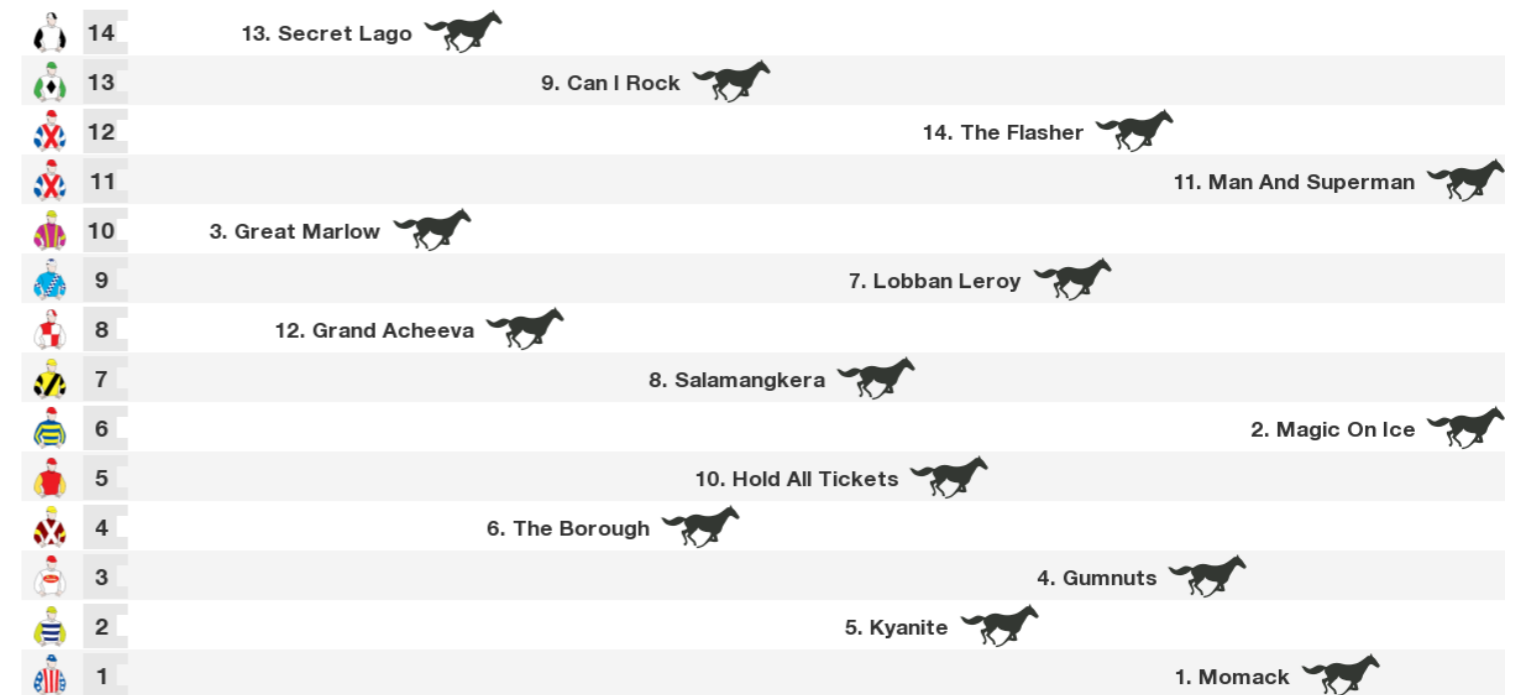 14 13. Secret Lago
13 9. Can I Rock
12 14. The Flasher
11 11. Man And Superman
10 3. Great Marlow
9 7. Lobban Leroy
8 12. Grand Acheeva
7 8. Salamangkera
6 2. Magic On Ice
5 10. Hold All Tickets
4 6. The Borough
3 4. Gumnuts
2 5. Kyanite
1 1. Momack